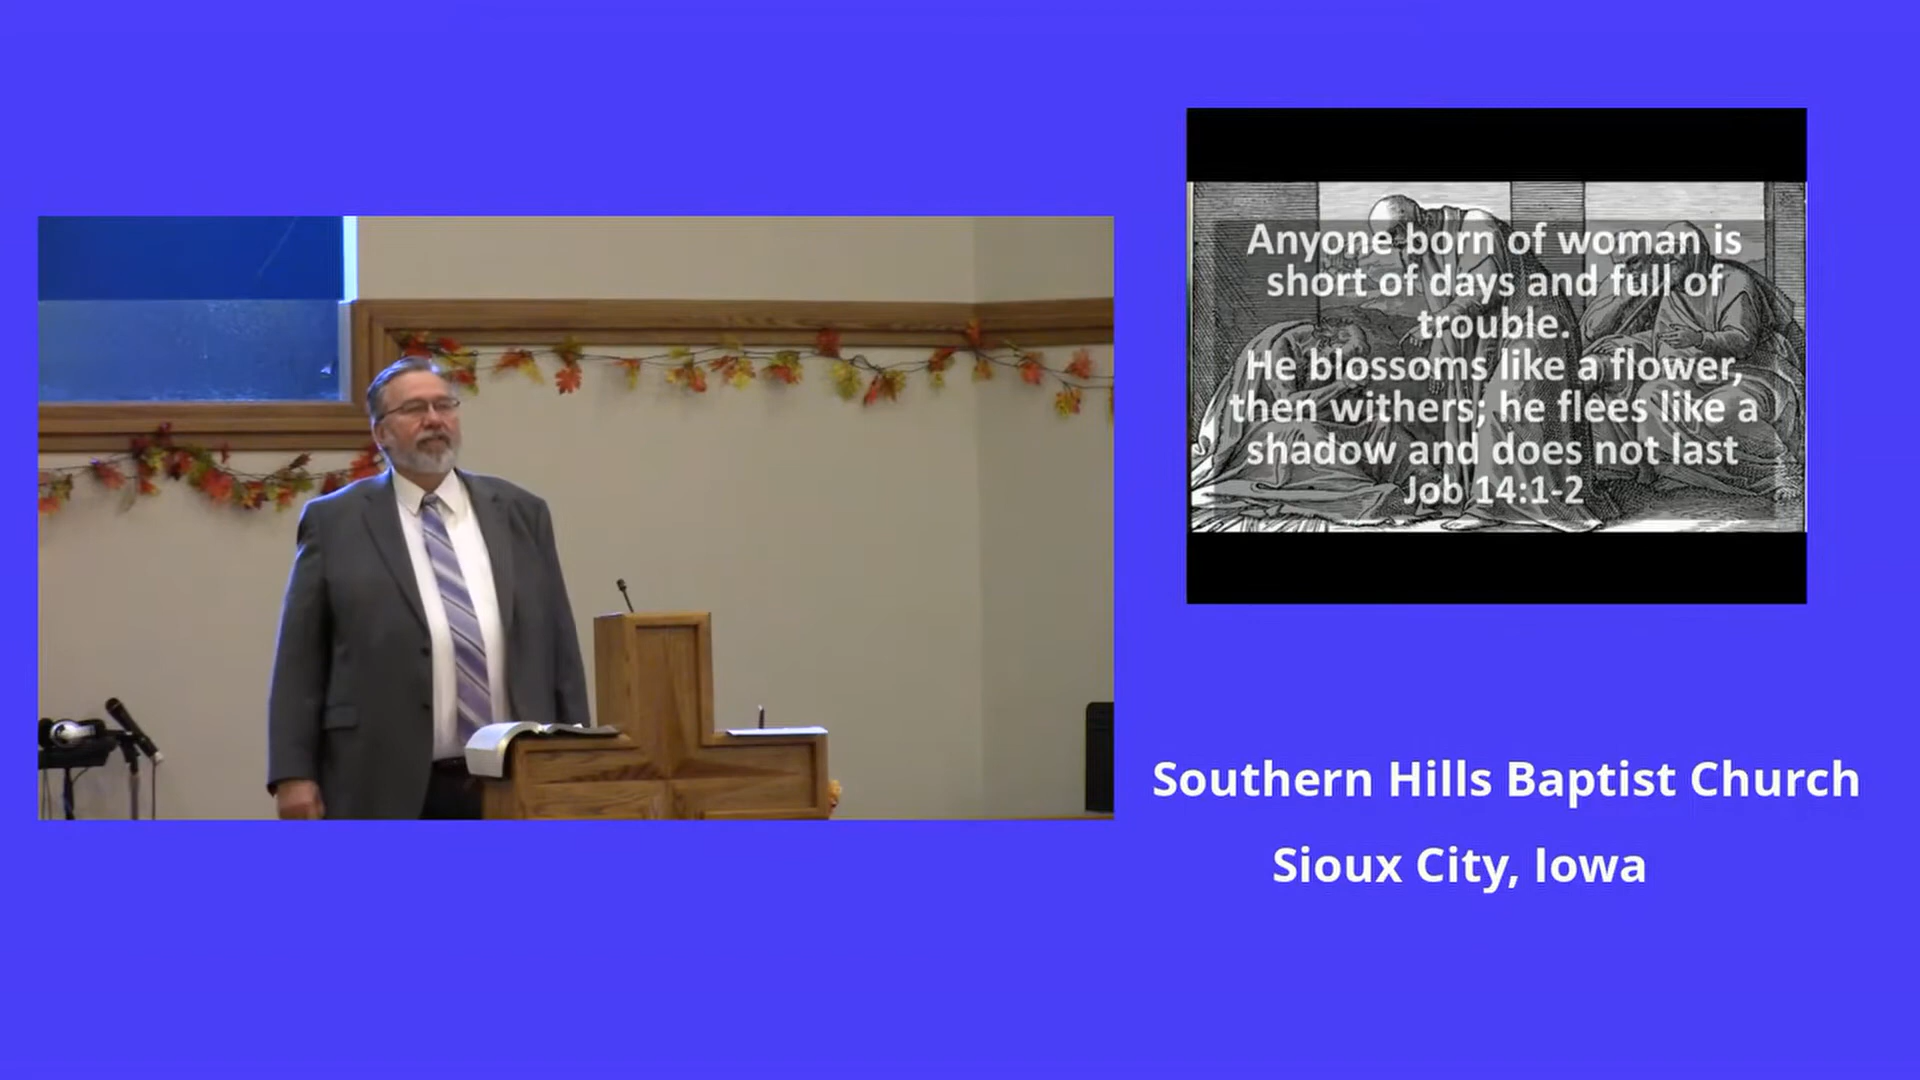 Anyone born of woman is
short of days and full of
trouble.
He blossoms like a flower,
then withers; he flees like a
shadow and does not last
Job 14:1-2
Southern Hills Baptist Church
Sioux City, Iowa